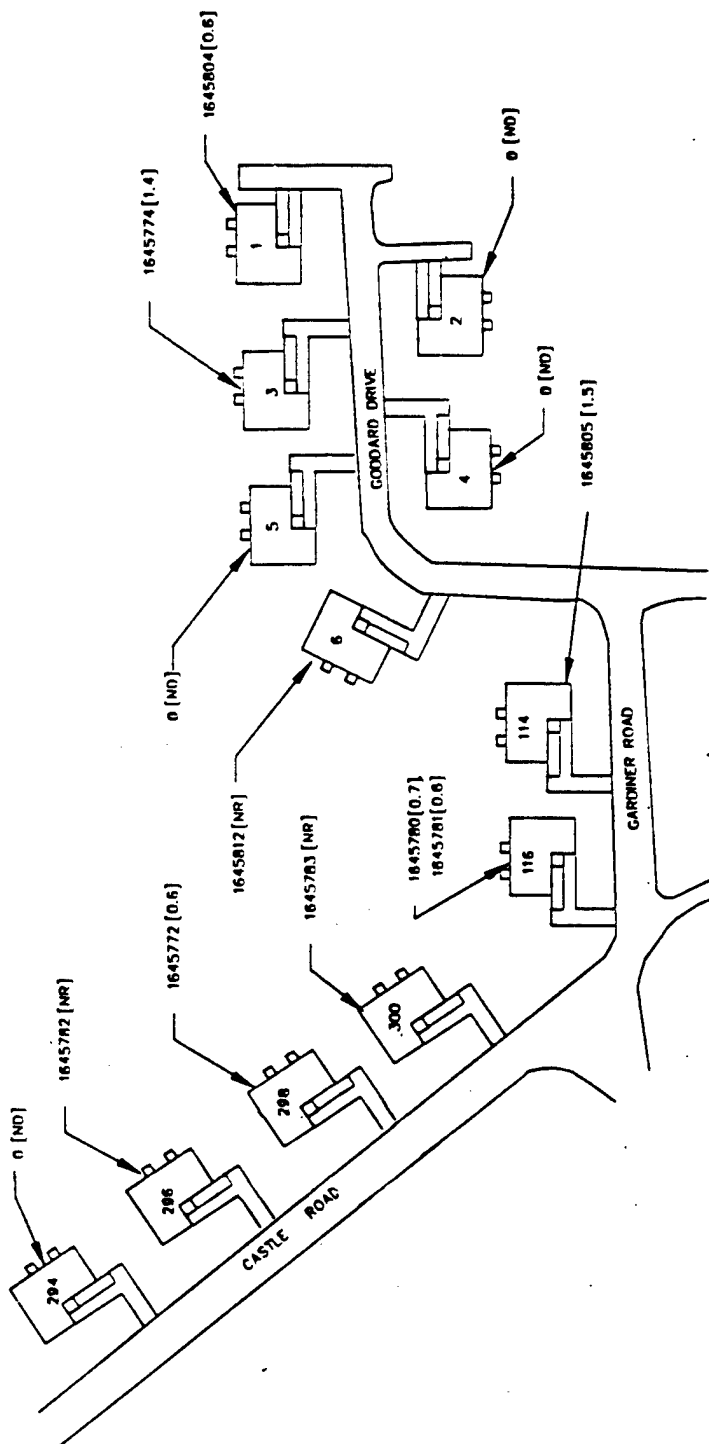 0 [ND]
294
1645782 [NR]
296
1645772 [0.6]
298
1645783 [NR]
300
CASTLE ROAD
1645780 [0.7]
1645781 [0.6]
116
114
1645805 [1.5]
GARDINER ROAD
1645812 [NR]
6
0 [ND]
5
1645774 [1.4]
3
1645804 [0.6]
1
GODDARD DRIVE
0 [ND]
4
0 [ND]
2